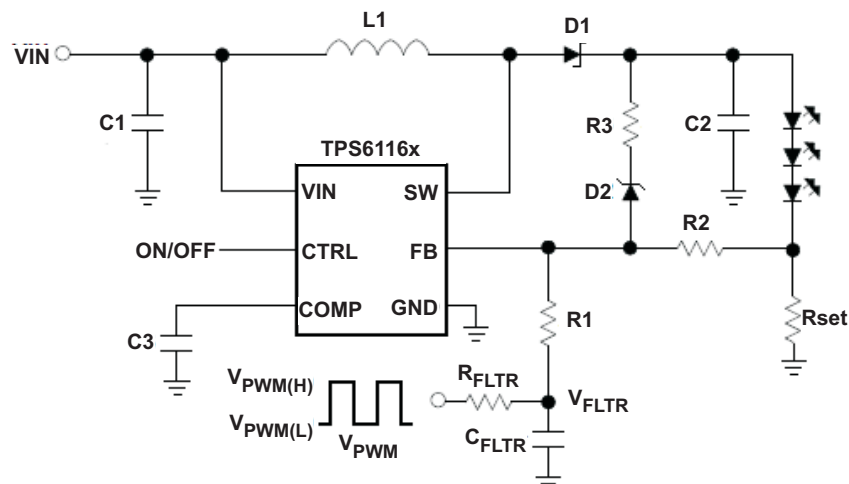 L1
D1
VIN
C1
R3
C2
TPS6116x
VIN
SW
D2
R2
ON/OFF
CTRL
FB
COMP
GND
R1
Rset
C3
VPWM(H)
RFLTR
VFLTR
VPWM(L)
VPWM
CFLTR